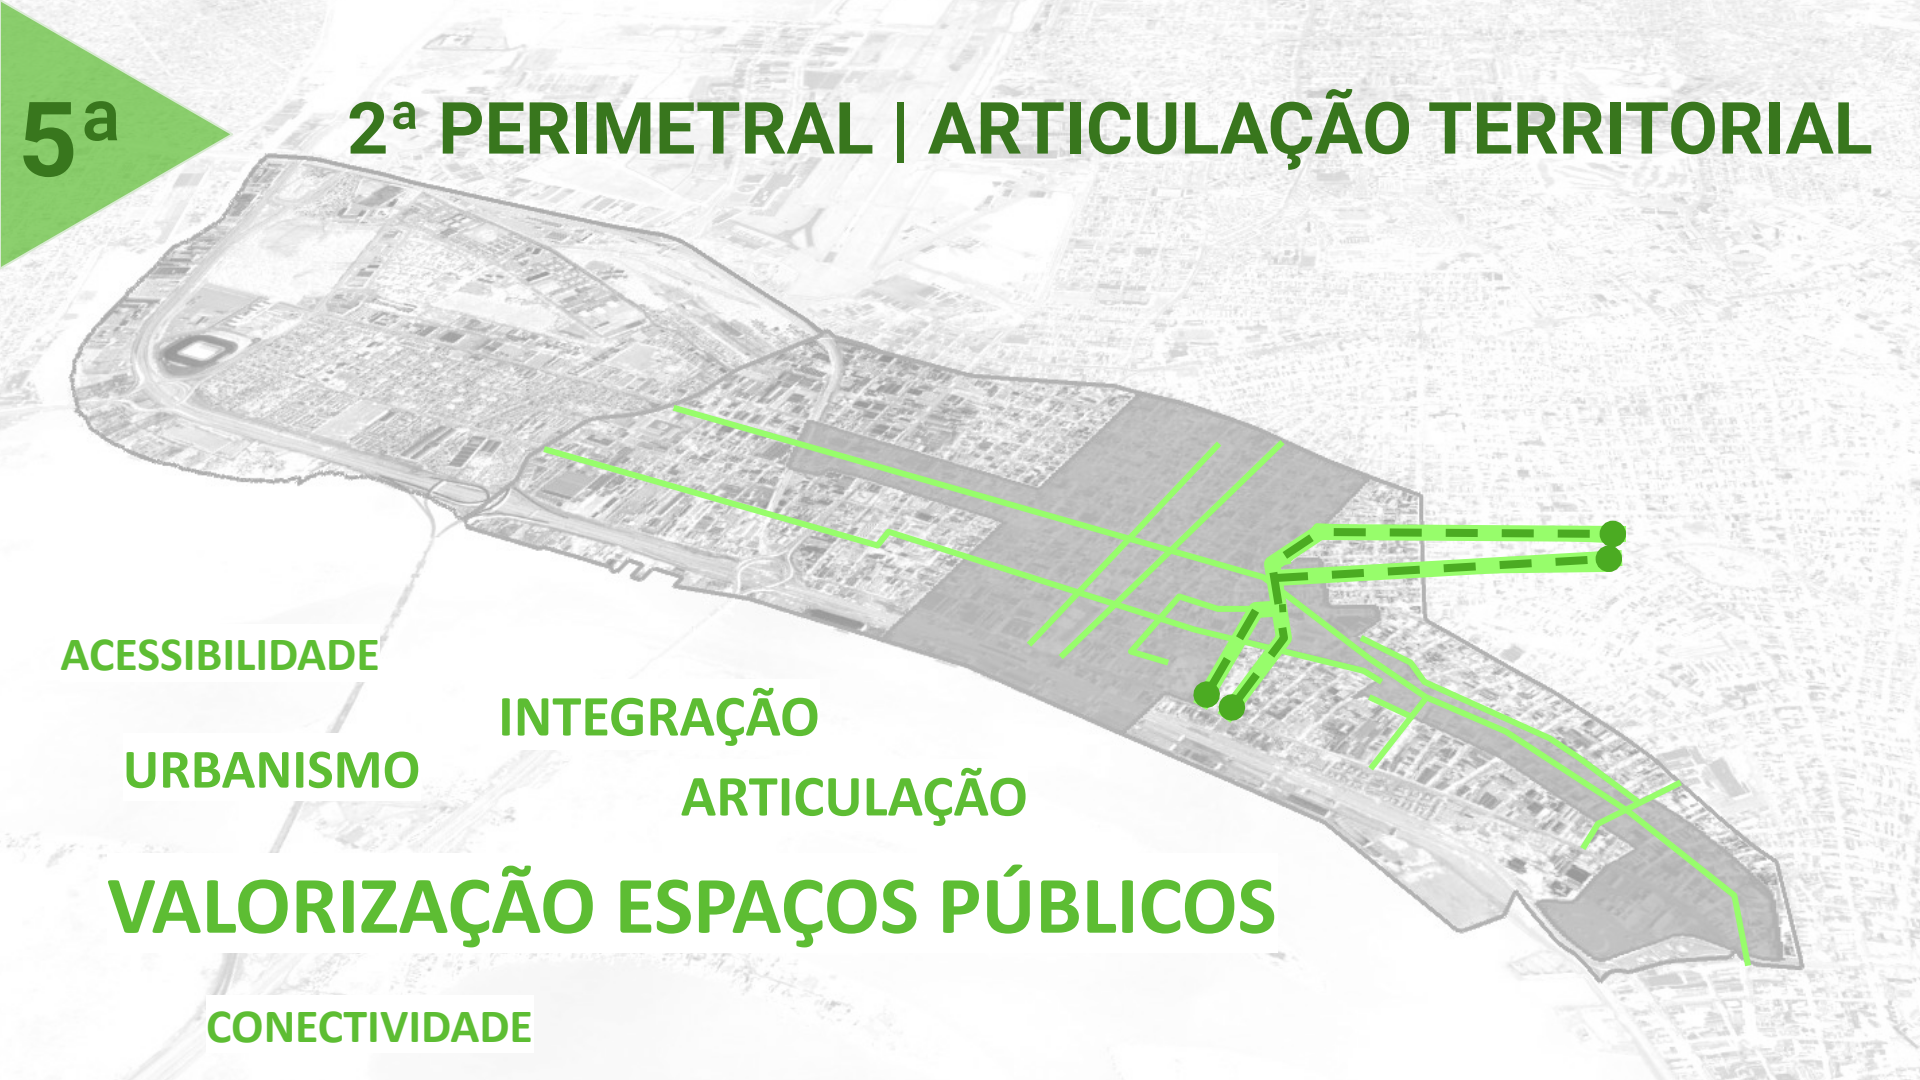 5ª
2ª PERIMETRAL | ARTICULAÇÃO TERRITORIAL
ACESSIBILIDADE
INTEGRAÇÃO
URBANISMO
ARTICULAÇÃO
VALORIZAÇÃO ESPAÇOS PÚBLICOS
CONECTIVIDADE